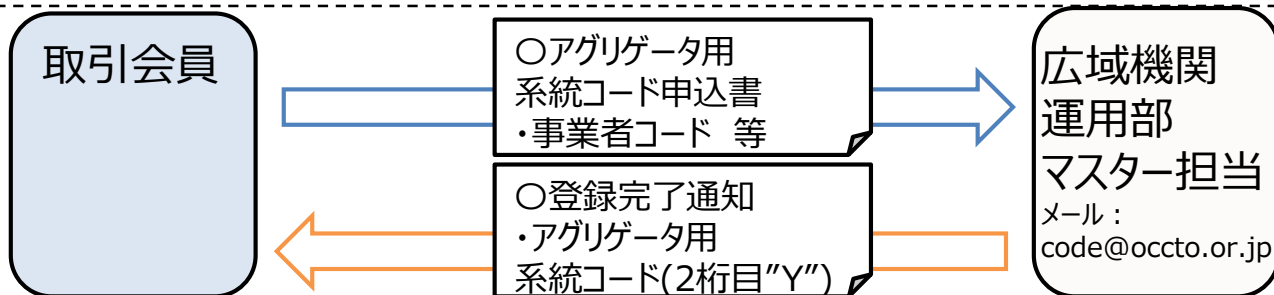 取引会員
〇アグリゲータ用
系統コード申込書
・事業者コード 等
広域機関
運用部
マスター担当
メール：
code@occto.or.jp
〇登録完了通知
・アグリゲータ用
系統コード(2桁目”Y”)